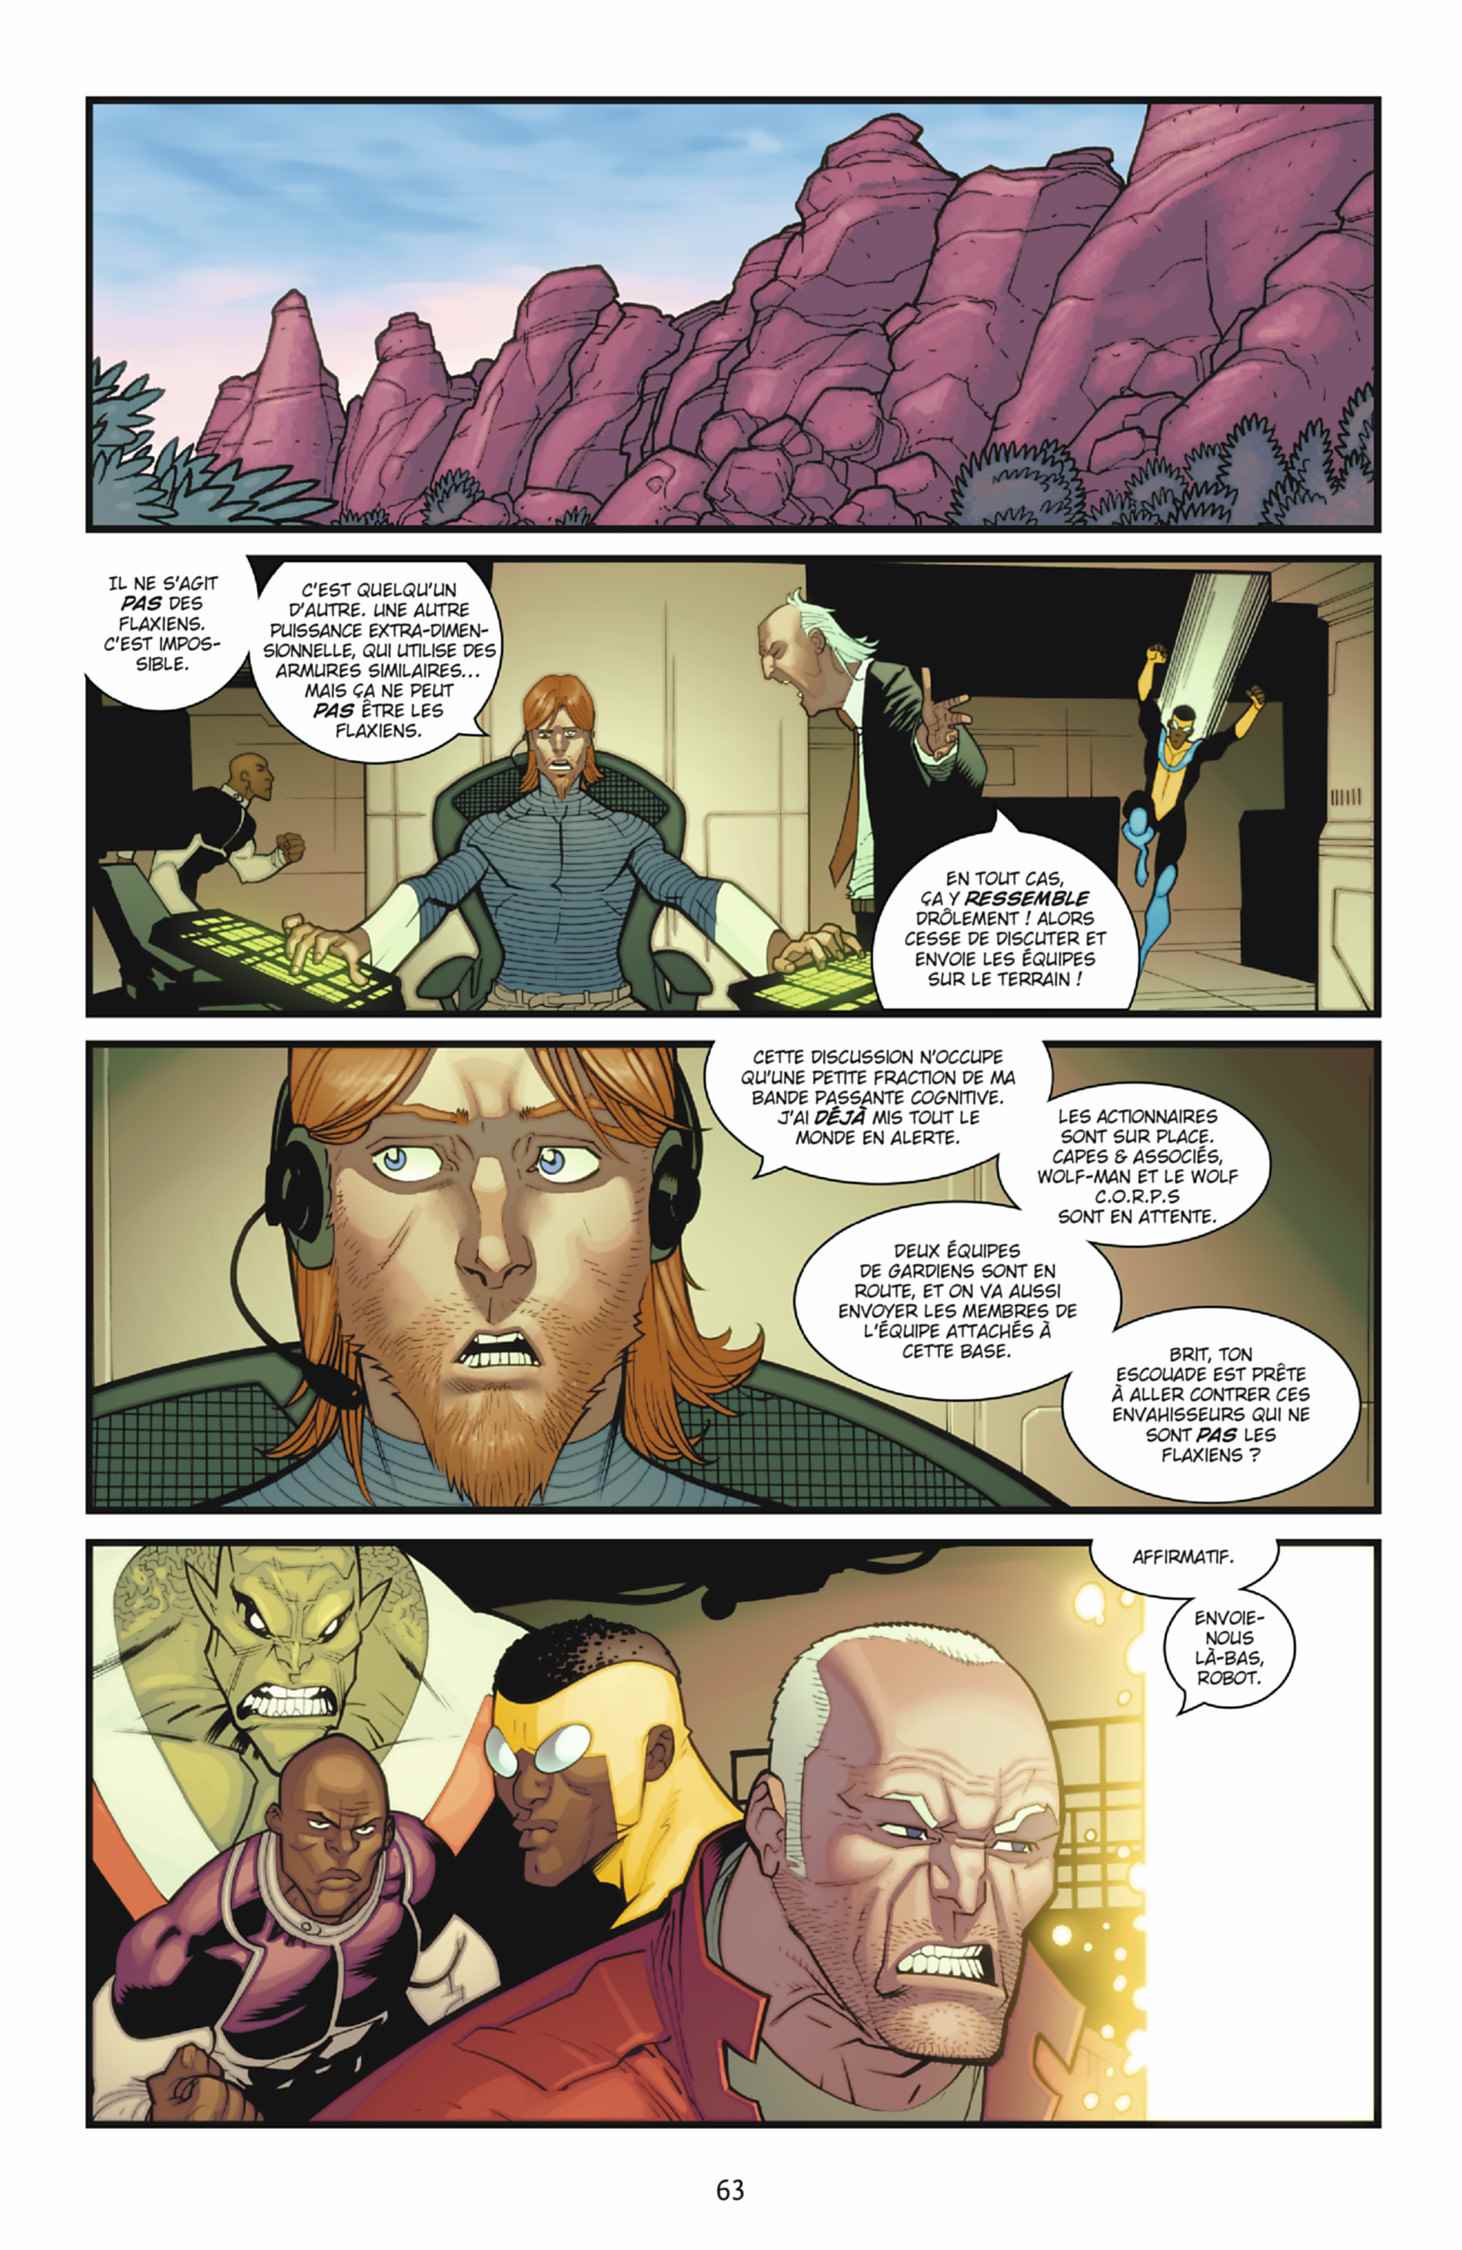 IL NE S'AGIT
PAS DES
FLAXIENS.
C'EST IMPOS-
SIBLE.
C'EST QUELQU'UN
D'AUTRE. UNE AUTRE
PUISSANCE EXTRA-DIMEN-
SIONNELLE, QUI UTILISE DES
ARMURES SIMILAIRES...
MAIS ÇA NE PEUT
PAS ÊTRE LES
FLAXIENS.
EN TOUT CAS,
ÇA Y RESSEMBLE
DRÔLEMENT ! ALORS
CESSE DE DISCUTER ET
ENVOIE LES ÉQUIPES
SUR LE TERRAIN !
CETTE DISCUSSION N'OCCUPE
QU'UNE PETITE FRACTION DE MA
BANDE PASSANTE COGNITIVE.
J'AI DÉJÀ MIS TOUT LE
MONDE EN ALERTE.
LES ACTIONNAIRES
SONT SUR PLACE.
CAPES & ASSOCIÉS,
WOLF-MAN ET LE WOLF
C.O.R.P.S
SONT EN ATTENTE.
DEUX ÉQUIPES
DE GARDIENS SONT EN
ROUTE, ET ON VA AUSSI
ENVOYER LES MEMBRES DE
L'ÉQUIPE ATTACHÉS À
CETTE BASE.
BRIT, TON
ESCOUADE EST PRÊTE
À ALLER CONTRER CES
ENVAHISSEURS QUI NE
SONT PAS LES
FLAXIENS ?
AFFIRMATIF.
ENVOIE-
NOUS
LÀ-BAS,
ROBOT.
63